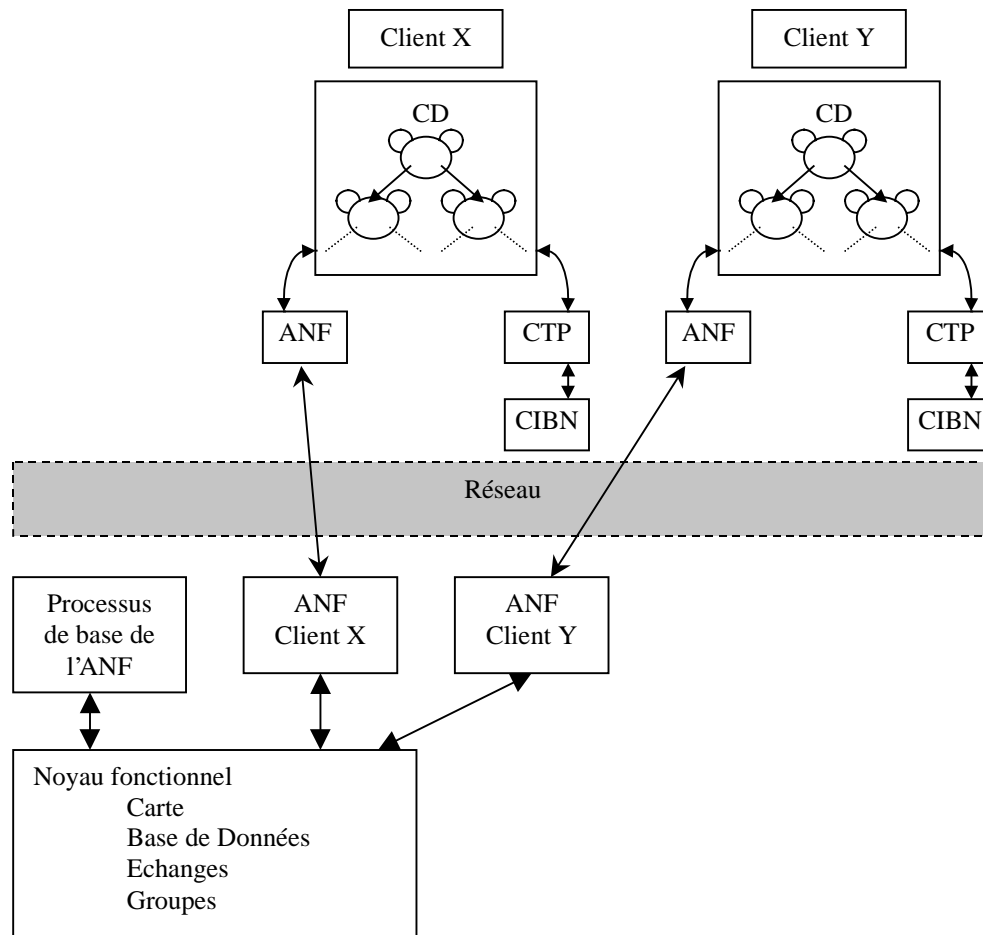 Client X
Client Y
CD
CD
ANF
CTP
ANF
CTP
CIBN
CIBN
Réseau
Processus
de base de
l’ANF
ANF
Client X
ANF
Client Y
Noyau fonctionnel
Carte
Base de Données
Echanges
Groupes